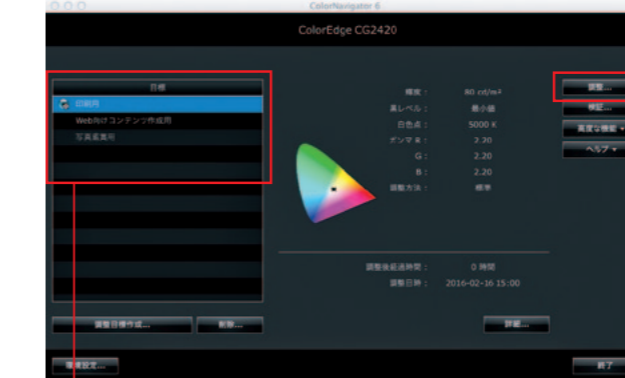 ColorNavigator 6
ColorEdge CG2420
目標
印刷用
Web向けコンテンツ作成用
写真鑑賞用
輝度： 80 cd/m²
黒レベル： 最小値
白色点： 5000 K
ガンマ R： 2.20
G： 2.20
B： 2.20
調整方法： 標準
調整後経過時間： 0 時間
調整日時： 2016-02-16 15:00
調整...
検証...
高度な機能
ヘルプ
調整目標作成...
削除...
詳細...
環境設定...
終了